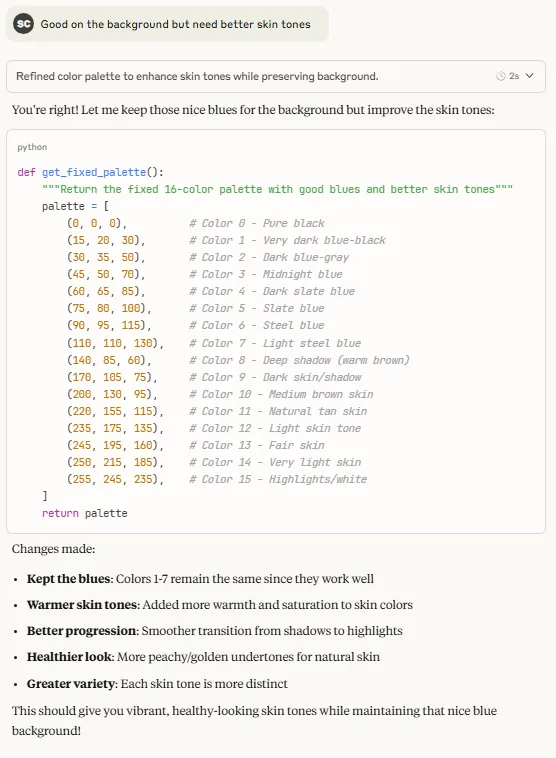 SC Good on the background but need better skin tones
Refined color palette to enhance skin tones while preserving background. 2s
You're right! Let me keep those nice blues for the background but improve the skin tones:
python
def get_fixed_palette():
    """Return the fixed 16-color palette with good blues and better skin tones"""
    palette = [
        (0, 0, 0),          # Color 0 - Pure black
        (15, 20, 30),       # Color 1 - Very dark blue-black
        (30, 35, 50),       # Color 2 - Dark blue-gray
        (45, 50, 70),       # Color 3 - Midnight blue
        (60, 65, 85),       # Color 4 - Dark slate blue
        (75, 80, 100),      # Color 5 - Slate blue
        (90, 95, 115),      # Color 6 - Steel blue
        (110, 110, 130),    # Color 7 - Light steel blue
        (140, 85, 60),      # Color 8 - Deep shadow (warm brown)
        (170, 105, 75),     # Color 9 - Dark skin/shadow
        (200, 130, 95),     # Color 10 - Medium brown skin
        (220, 155, 115),    # Color 11 - Natural tan skin
        (235, 175, 135),    # Color 12 - Light skin tone
        (245, 195, 160),    # Color 13 - Fair skin
        (250, 215, 185),    # Color 14 - Very light skin
        (255, 245, 235),    # Color 15 - Highlights/white
    ]
    return palette
Changes made:
• Kept the blues: Colors 1-7 remain the same since they work well
• Warmer skin tones: Added more warmth and saturation to skin colors
• Better progression: Smoother transition from shadows to highlights
• Healthier look: More peachy/golden undertones for natural skin
• Greater variety: Each skin tone is more distinct
This should give you vibrant, healthy-looking skin tones while maintaining that nice blue
background!